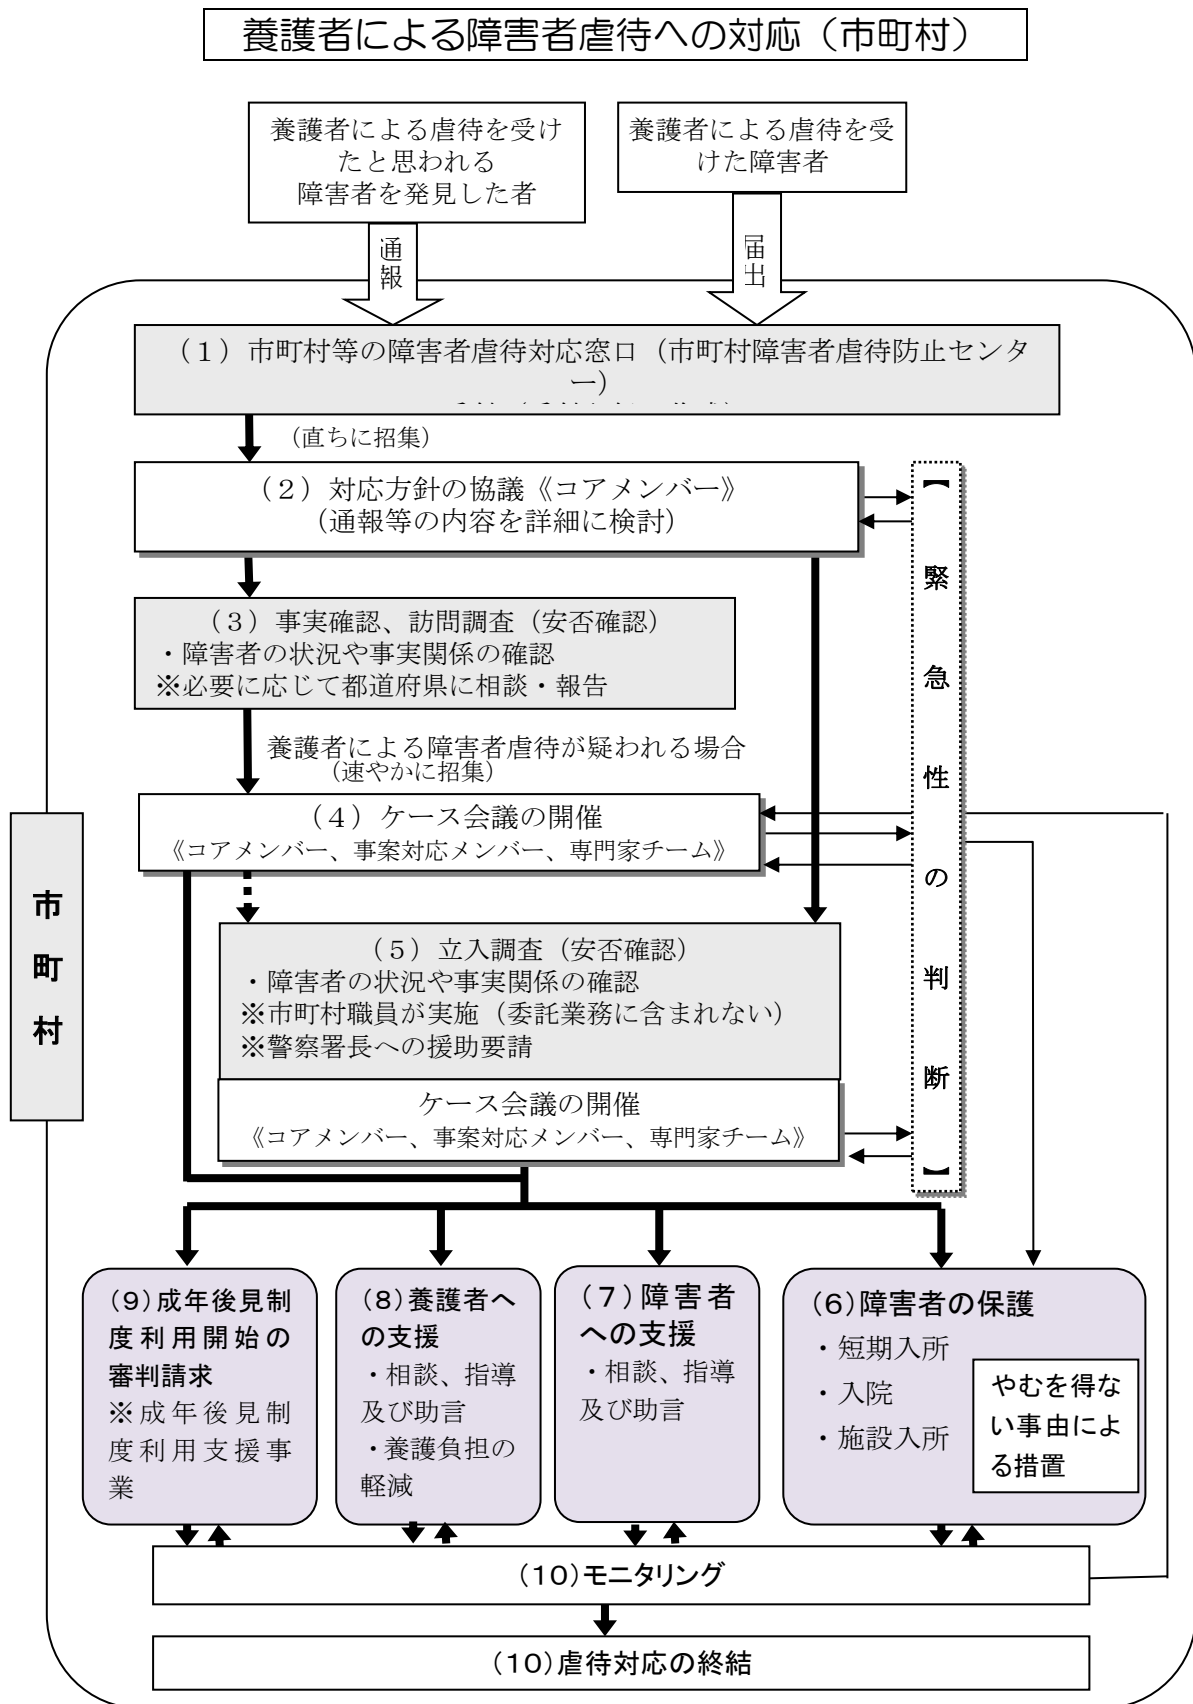 養護者による障害者虐待への対応（市町村）
養護者による虐待を受け
たと思われる
障害者を発見した者
養護者による虐待を受
けた障害者
通報
届出
（１）市町村等の障害者虐待対応窓口（市町村障害者虐待防止センタ
ー）
（直ちに招集）
（２）対応方針の協議《コアメンバー》
（通報等の内容を詳細に検討）
（３）事実確認、訪問調査（安否確認）
・障害者の状況や事実関係の確認
※必要に応じて都道府県に相談・報告
養護者による障害者虐待が疑われる場合
（速やかに招集）
（４）ケース会議の開催
《コアメンバー、事案対応メンバー、専門家チーム》
【緊急性の判断】
市町村
（５）立入調査（安否確認）
・障害者の状況や事実関係の確認
※市町村職員が実施（委託業務に含まれない）
※警察署長への援助要請
ケース会議の開催
《コアメンバー、事案対応メンバー、専門家チーム》
(9)成年後見制
度利用開始の
審判請求
※成年後見制
度利用支援事
業
(8)養護者へ
の支援
・相談、指導
及び助言
・養護負担の
軽減
(7)障害者
への支援
・相談、指導
及び助言
(6)障害者の保護
・短期入所
・入院
・施設入所
やむを得な
い事由によ
る措置
(10)モニタリング
(10)虐待対応の終結